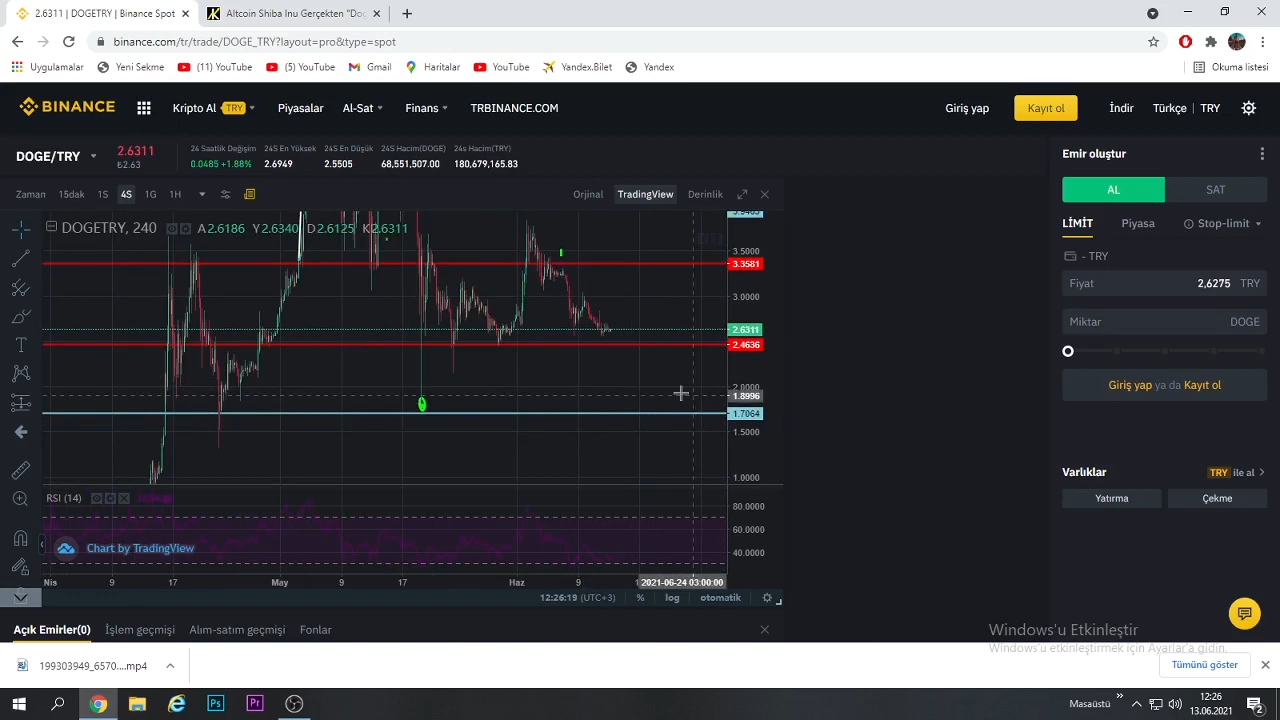 2.6311 | DOGETRY | Binance Spot
Altcoin Shiba Inu Gerçekten "Dog
binance.com/tr/trade/DOGE_TRY?layout=pro&type=spot
Uygulamalar Yeni Sekme (11) YouTube (5) YouTube Gmail Haritalar YouTube Yandex.Bilet Yandex Okuma listesi
BINANCE Kripto Al TRY Piyasalar Al-Sat Finans TRBINANCE.COM Giriş yap Kayıt ol İndir Türkçe TRY
DOGE/TRY 2.6311 ₺2.63
24 Saatlik Değişim 24S En Yüksek 24S En Düşük 24S Hacim(DOGE) 24s Hacim(TRY)
0.0485 +1.88% 2.6949 2.5505 68,551,507.00 180,679,165.83
Zaman 15dak 1S 4S 1G 1H Orjinal TradingView Derinlik
DOGETRY, 240 A2.6186 Y2.6340 D2.6125 K2.6311
3.5000
3.3581
3.0000
2.6311
2.4636
2.0000
1.8996
1.7064
1.5000
1.0000
RSI (14)
80.0000
60.0000
40.0000
Chart by TradingView
Nis 9 17 May 9 17 Haz 9 2021-06-24 03:00:00
12:26:19 (UTC+3) % log otomatik
Emir oluştur
AL SAT
LİMİT Piyasa Stop-limit
- TRY
Fiyat 2,6275 TRY
Miktar DOGE
Giriş yap ya da Kayıt ol
Varlıklar TRY ile al
Yatırma Çekme
Açık Emirler(0) İşlem geçmişi Alım-satım geçmişi Fonlar
Windows'u Etkinleştir
Windows'u etkinleştirmek için Ayarlar'a gidin.
199303949_6570....mp4 Tümünü göster
Ps Pr Masaüstü 12:26
13.06.2021
2